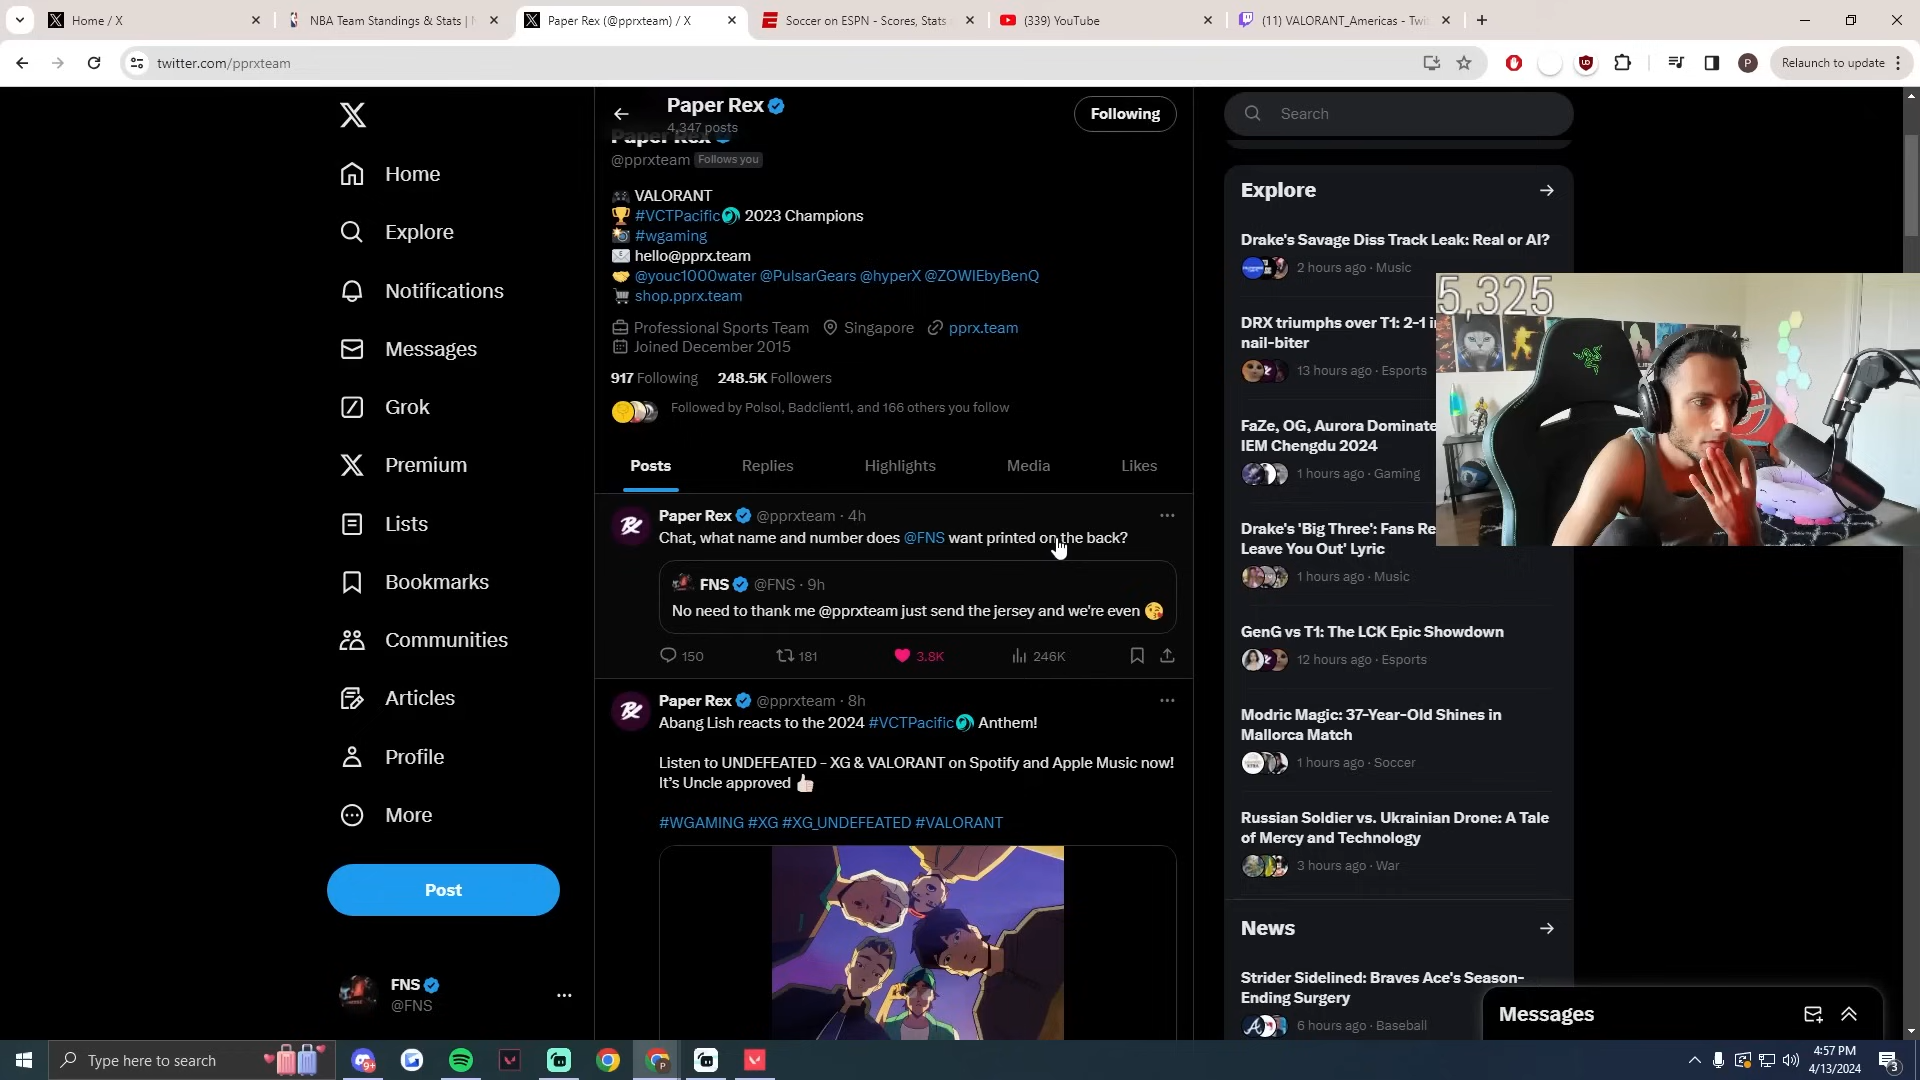 Home / X
NBA Team Standings & Stats | N
Paper Rex (@pprxteam) / X
Soccer on ESPN - Scores, Stats
(339) YouTube
(11) VALORANT_Americas - Twi
twitter.com/pprxteam
Relaunch to update
Home
Explore
Notifications
Messages
Grok
Premium
Lists
Bookmarks
Communities
Articles
Profile
More
Post
FNS
@FNS
Paper Rex
4,347 posts
Following
Paper Rex
@pprxteam Follows you
🎮 VALORANT
🏆 #VCTPacific 2023 Champions
📸 #wgaming
📧 hello@pprx.team
🤝 @youc1000water @PulsarGears @hyperX @ZOWIEbyBenQ
🛒 shop.pprx.team
Professional Sports Team Singapore pprx.team
Joined December 2015
917 Following 248.5K Followers
Followed by Polsol, Badclient1, and 166 others you follow
Posts Replies Highlights Media Likes
Paper Rex @pprxteam · 4h
Chat, what name and number does @FNS want printed on the back?
FNS @FNS · 9h
No need to thank me @pprxteam just send the jersey and we're even 😘
150 181 3.8K 246K
Paper Rex @pprxteam · 8h
Abang Lish reacts to the 2024 #VCTPacific Anthem!
Listen to UNDEFEATED - XG & VALORANT on Spotify and Apple Music now!
It's Uncle approved 👍🏻
#WGAMING #XG #XG_UNDEFEATED #VALORANT
Search
Explore
Drake's Savage Diss Track Leak: Real or AI?
2 hours ago · Music
DRX triumphs over T1: 2-1 i
nail-biter
13 hours ago · Esports
FaZe, OG, Aurora Dominate
IEM Chengdu 2024
1 hours ago · Gaming
Drake's 'Big Three': Fans Re
Leave You Out' Lyric
1 hours ago · Music
GenG vs T1: The LCK Epic Showdown
12 hours ago · Esports
Modric Magic: 37-Year-Old Shines in
Mallorca Match
1 hours ago · Soccer
Russian Soldier vs. Ukrainian Drone: A Tale
of Mercy and Technology
3 hours ago · War
News
Strider Sidelined: Braves Ace's Season-
Ending Surgery
6 hours ago · Baseball
5,325
Messages
Type here to search
9+
4:57 PM
4/13/2024
3